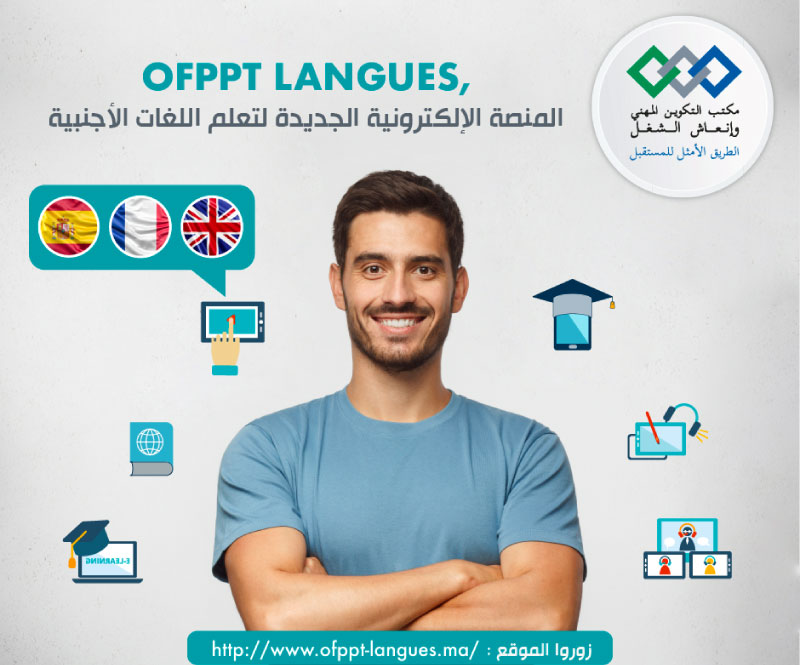 OFPPT LANGUES,
المنصة الإلكترونية الجديدة لتعلم اللغات الأجنبية
مكتب التكوين المهني
وإنعاش الشغل
الطريق الأمثل للمستقبل
E-LEARNING
زوروا الموقع : http://www.ofppt-langues.ma/